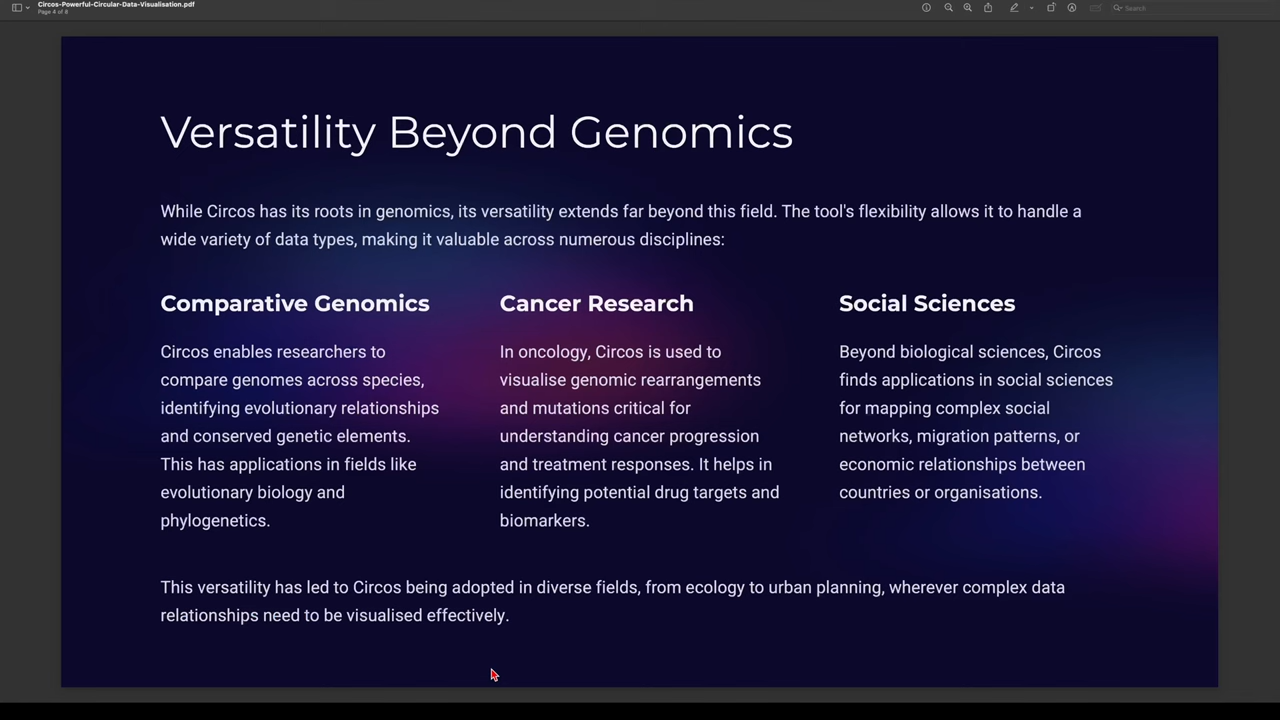 Circos-Powerful-Circular-Data-Visualisation.pdf
Page 4 of 8
Search
Versatility Beyond Genomics
While Circos has its roots in genomics, its versatility extends far beyond this field. The tool's flexibility allows it to handle a
wide variety of data types, making it valuable across numerous disciplines:
Comparative Genomics
Circos enables researchers to
compare genomes across species,
identifying evolutionary relationships
and conserved genetic elements.
This has applications in fields like
evolutionary biology and
phylogenetics.
Cancer Research
In oncology, Circos is used to
visualise genomic rearrangements
and mutations critical for
understanding cancer progression
and treatment responses. It helps in
identifying potential drug targets and
biomarkers.
Social Sciences
Beyond biological sciences, Circos
finds applications in social sciences
for mapping complex social
networks, migration patterns, or
economic relationships between
countries or organisations.
This versatility has led to Circos being adopted in diverse fields, from ecology to urban planning, wherever complex data
relationships need to be visualised effectively.